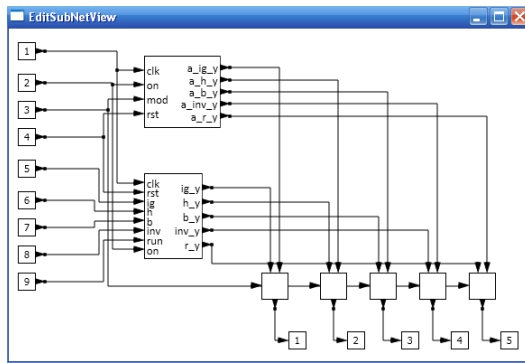 EditSubNetView
1
2
3
4
5
6
7
8
9
clk
on
mod
rst
a_ig_y
a_h_y
a_b_y
a_inv_y
a_r_y
clk
rst
ig
h
b
inv
run
on
ig_y
h_y
b_y
inv_y
r_y
1
2
3
4
5